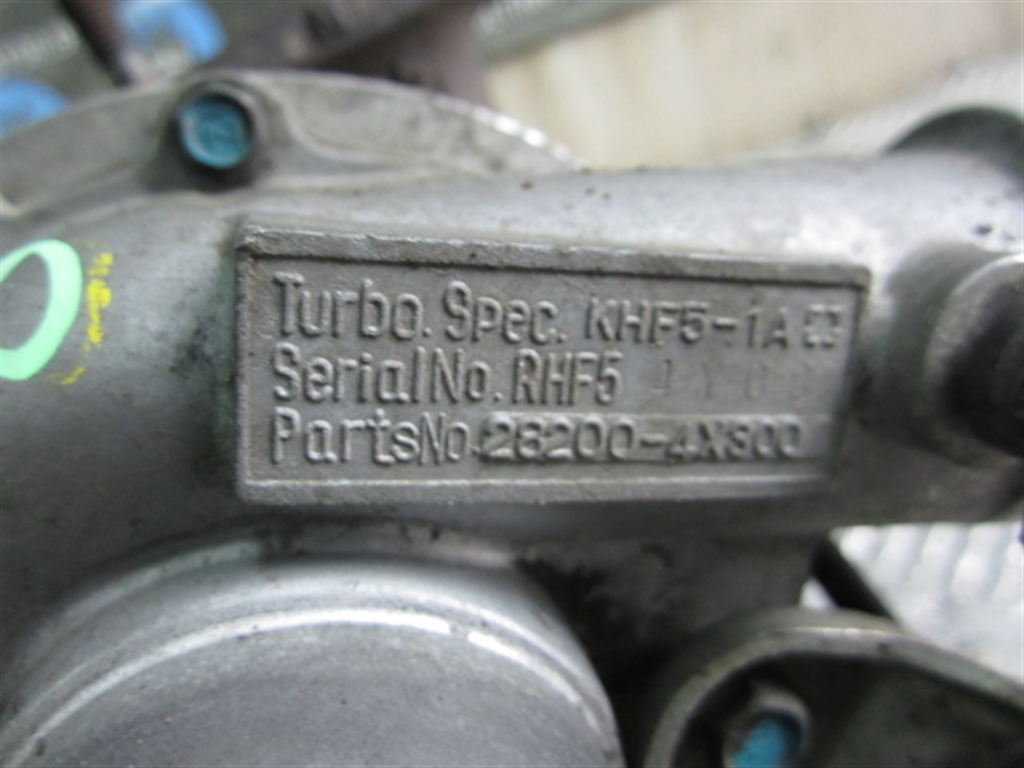 Turbo. Spec. KHF5-1A
Serial No. RHF5
Parts No. 28200-4X300